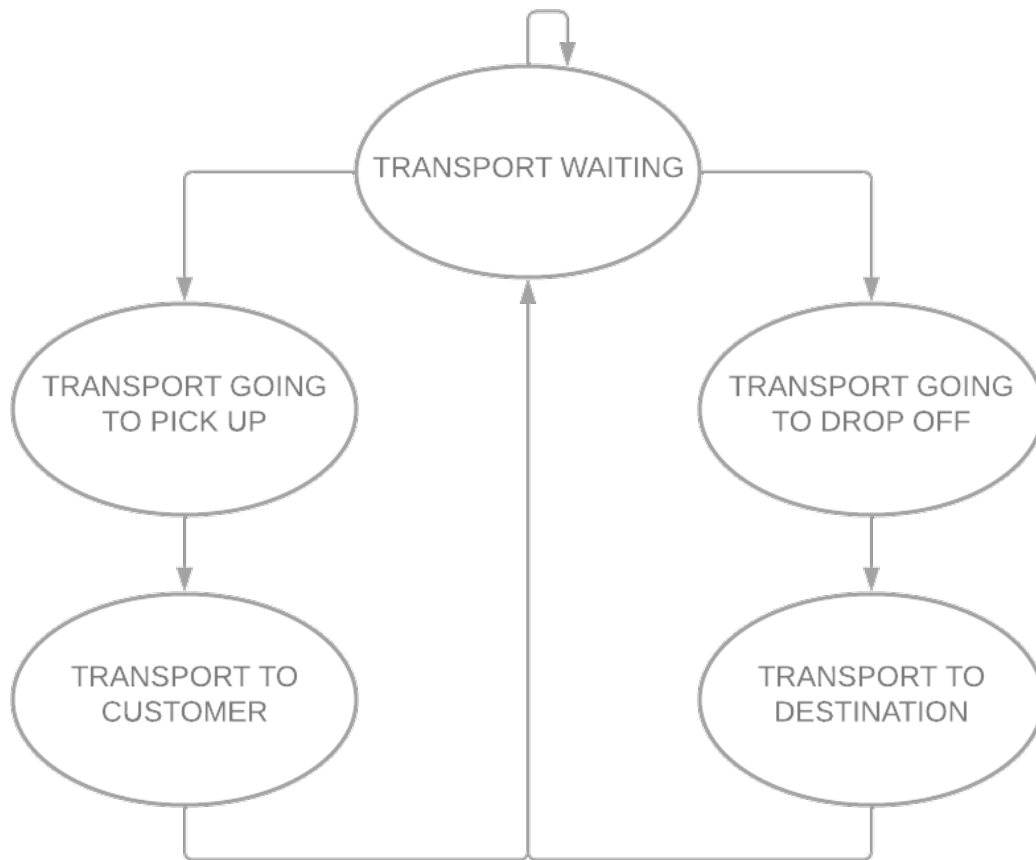 TRANSPORT WAITING
TRANSPORT GOING
TO PICK UP
TRANSPORT GOING
TO DROP OFF
TRANSPORT TO
CUSTOMER
TRANSPORT TO
DESTINATION